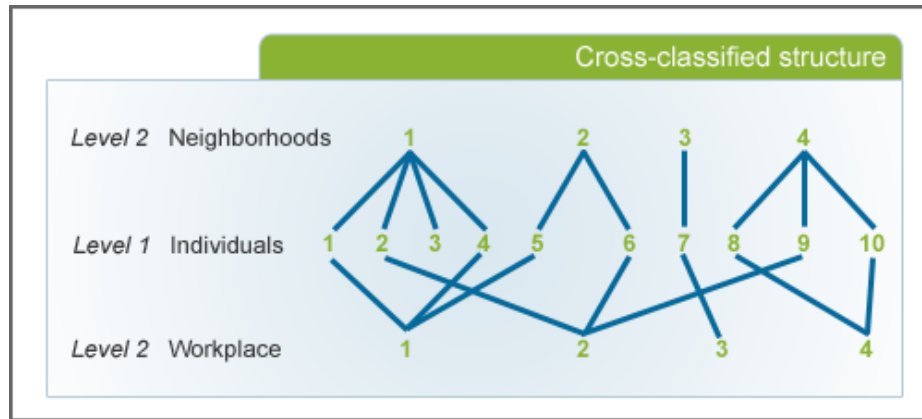 Cross-classified structure
Level 2 Neighborhoods 1 2 3 4
Level 1 Individuals 1 2 3 4 5 6 7 8 9 10
Level 2 Workplace 1 2 3 4